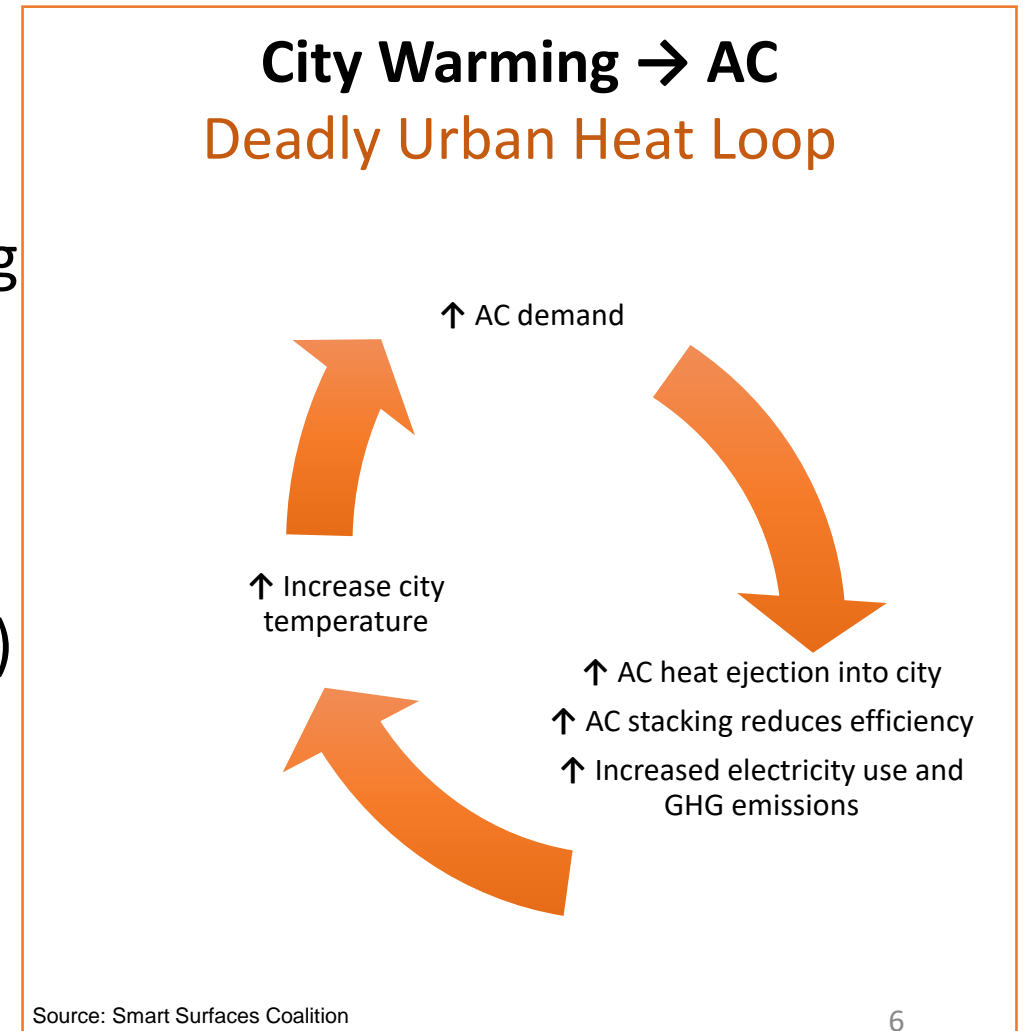 City Warming → AC
Deadly Urban Heat Loop
g
↑ AC demand
↑ Increase city
temperature
)
↑ AC heat ejection into city
↑ AC stacking reduces efficiency
↑ Increased electricity use and
GHG emissions
Source: Smart Surfaces Coalition
6